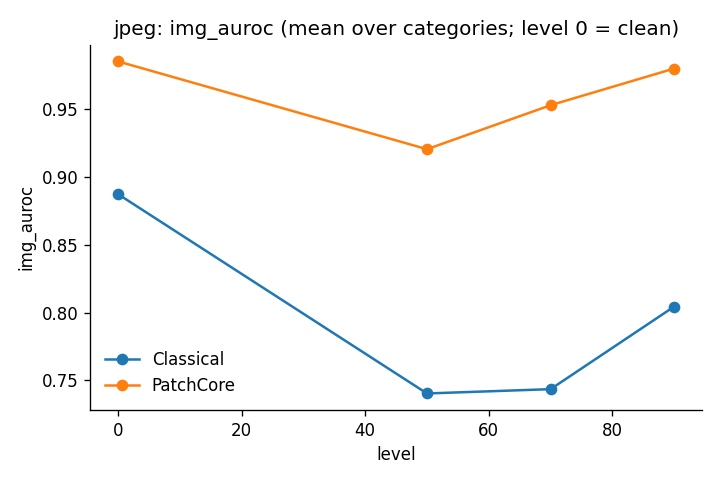 jpeg: img_auroc (mean over categories; level 0 = clean)
img_auroc
0.95
0.90
0.85
0.80
0.75
Classical
PatchCore
0
20
40
60
80
level